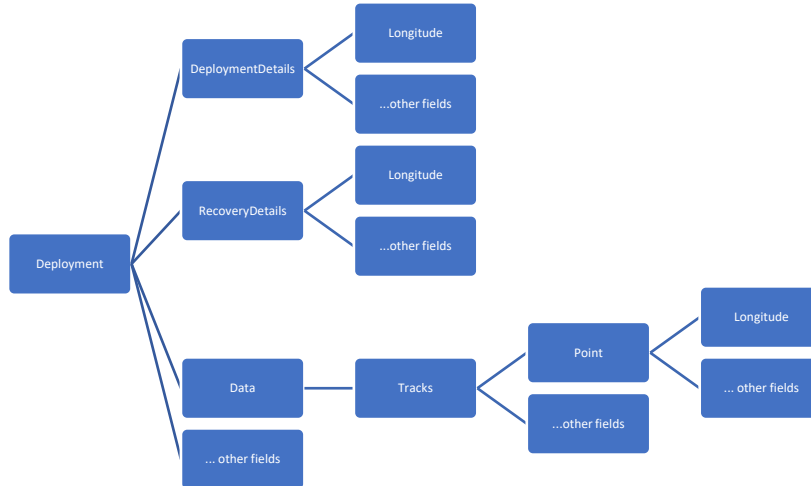 Longitude
DeploymentDetails
...other fields
Longitude
RecoveryDetails
...other fields
Deployment
Longitude
Point
Data
Tracks
... other fields
...other fields
... other fields